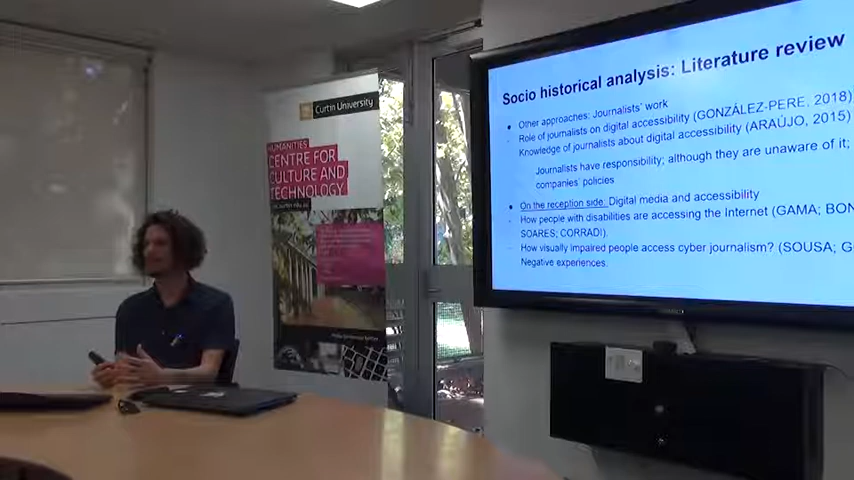 Curtin University
HUMANITIES
CENTRE FOR
CULTURE AND
TECHNOLOGY
Socio historical analysis: Literature review
Other approaches: Journalists' work
Role of journalists on digital accessibility (GONZÁLEZ-PERE, 2018)
Knowledge of journalists about digital accessibility (ARAÚJO, 2015)
Journalists have responsibility; although they are unaware of it;
companies' policies
On the reception side: Digital media and accessibility
How people with disabilities are accessing the Internet (GAMA; BON
SOARES; CORRADI).
How visually impaired people access cyber journalism? (SOUSA; G
Negative experiences.